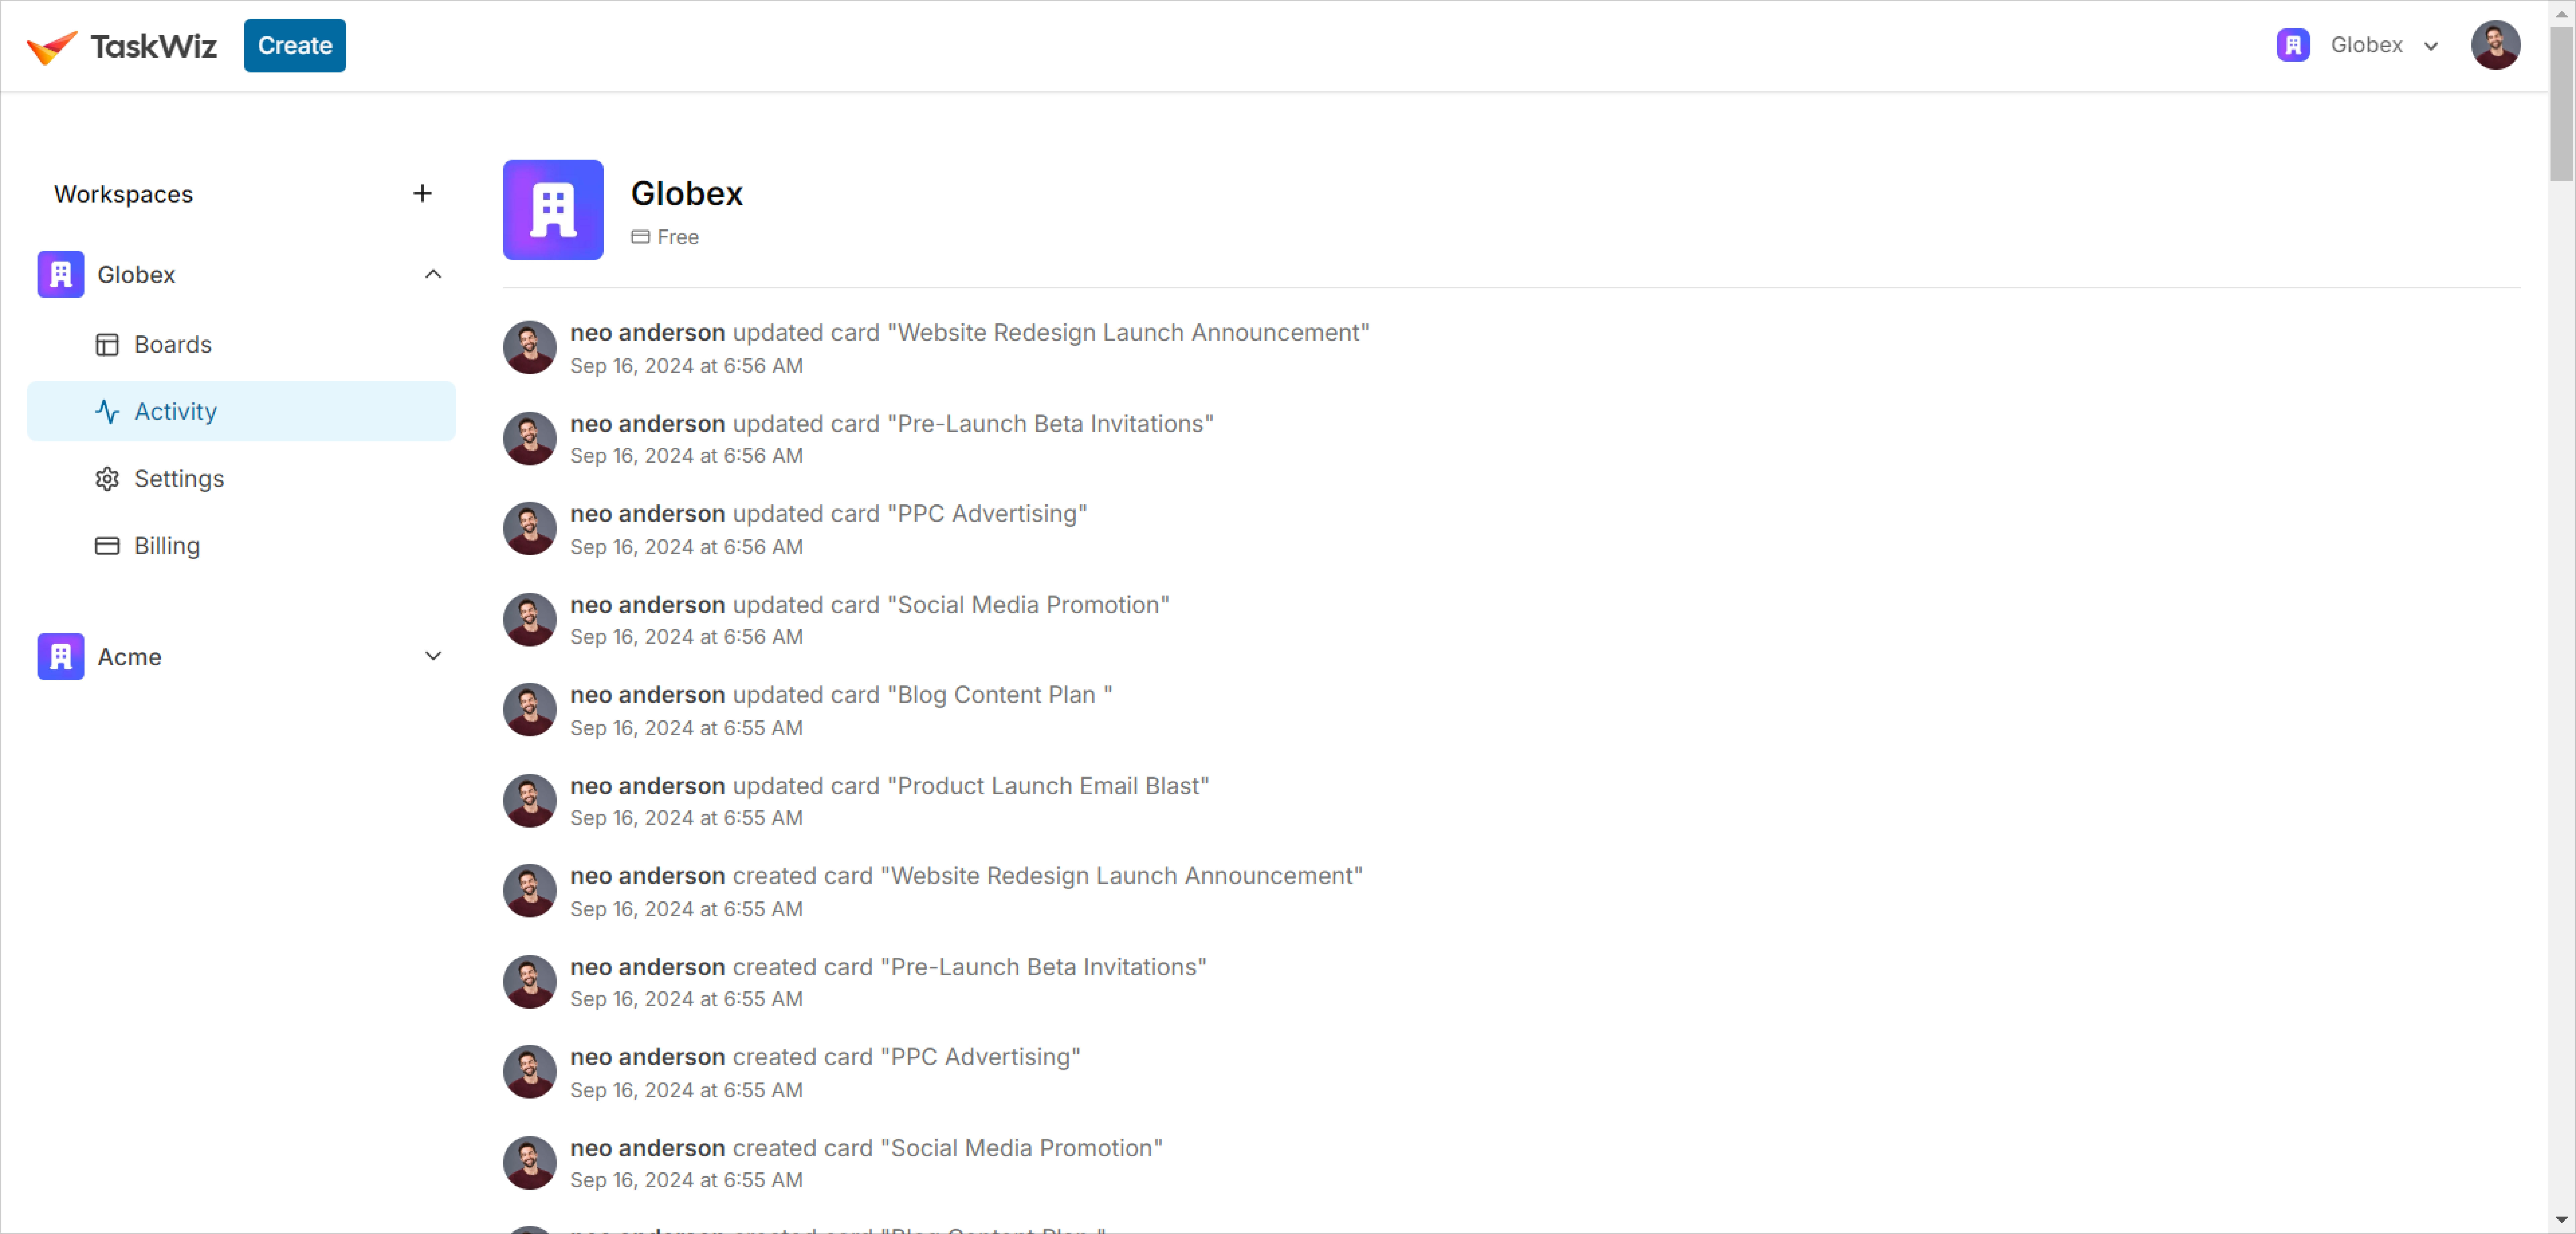 TaskWiz
Create
Globex
Workspaces
Globex
Boards
Activity
Settings
Billing
Acme
Globex
Free
neo anderson updated card "Website Redesign Launch Announcement"
Sep 16, 2024 at 6:56 AM
neo anderson updated card "Pre-Launch Beta Invitations"
Sep 16, 2024 at 6:56 AM
neo anderson updated card "PPC Advertising"
Sep 16, 2024 at 6:56 AM
neo anderson updated card "Social Media Promotion"
Sep 16, 2024 at 6:56 AM
neo anderson updated card "Blog Content Plan "
Sep 16, 2024 at 6:55 AM
neo anderson updated card "Product Launch Email Blast"
Sep 16, 2024 at 6:55 AM
neo anderson created card "Website Redesign Launch Announcement"
Sep 16, 2024 at 6:55 AM
neo anderson created card "Pre-Launch Beta Invitations"
Sep 16, 2024 at 6:55 AM
neo anderson created card "PPC Advertising"
Sep 16, 2024 at 6:55 AM
neo anderson created card "Social Media Promotion"
Sep 16, 2024 at 6:55 AM
neo anderson created card "Blog Content Plan "